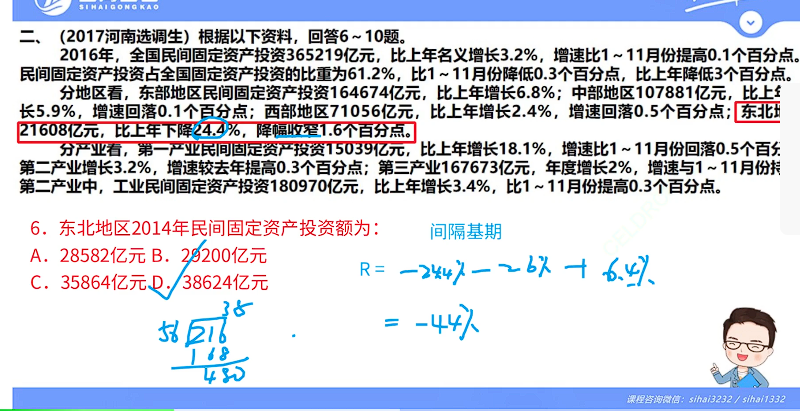 SIHAIGONGKAO
二、（2017河南选调生）根据以下资料，回答6～10题。
2016年，全国民间固定资产投资365219亿元，比上年名义增长3.2%，增速比1～11月份提高0.1个百分点。
民间固定资产投资占全国固定资产投资的比重为61.2%，比1～11月份降低0.3个百分点，比上年降低3个百分点。
分地区看，东部地区民间固定资产投资164674亿元，比上年增长6.8%；中部地区107881亿元，比上年
长5.9%，增速回落0.1个百分点；西部地区71056亿元，比上年增长2.4%，增速回落0.5个百分点；东北地
21608亿元，比上年下降24.4%，降幅收窄1.6个百分点。
分产业看，第一产业民间固定资产投资15039亿元，比上年增长18.1%，增速比1～11月份回落0.5个百分
第二产业增长3.2%，增速较去年提高0.3个百分点；第三产业167673亿元，年度增长2%，增速与1～11月份持
第二产业中，工业民间固定资产投资180970亿元，比上年增长3.4%，比1～11月份提高0.3个百分点。
6．东北地区2014年民间固定资产投资额为：
间隔基期
A．28582亿元 B．29200亿元
C．35864亿元 D．38624亿元
R = -24.4% - 26% + 6.4%
= -44%
38
56 216
168
480
课程咨询微信：sihai3232 / sihai1332